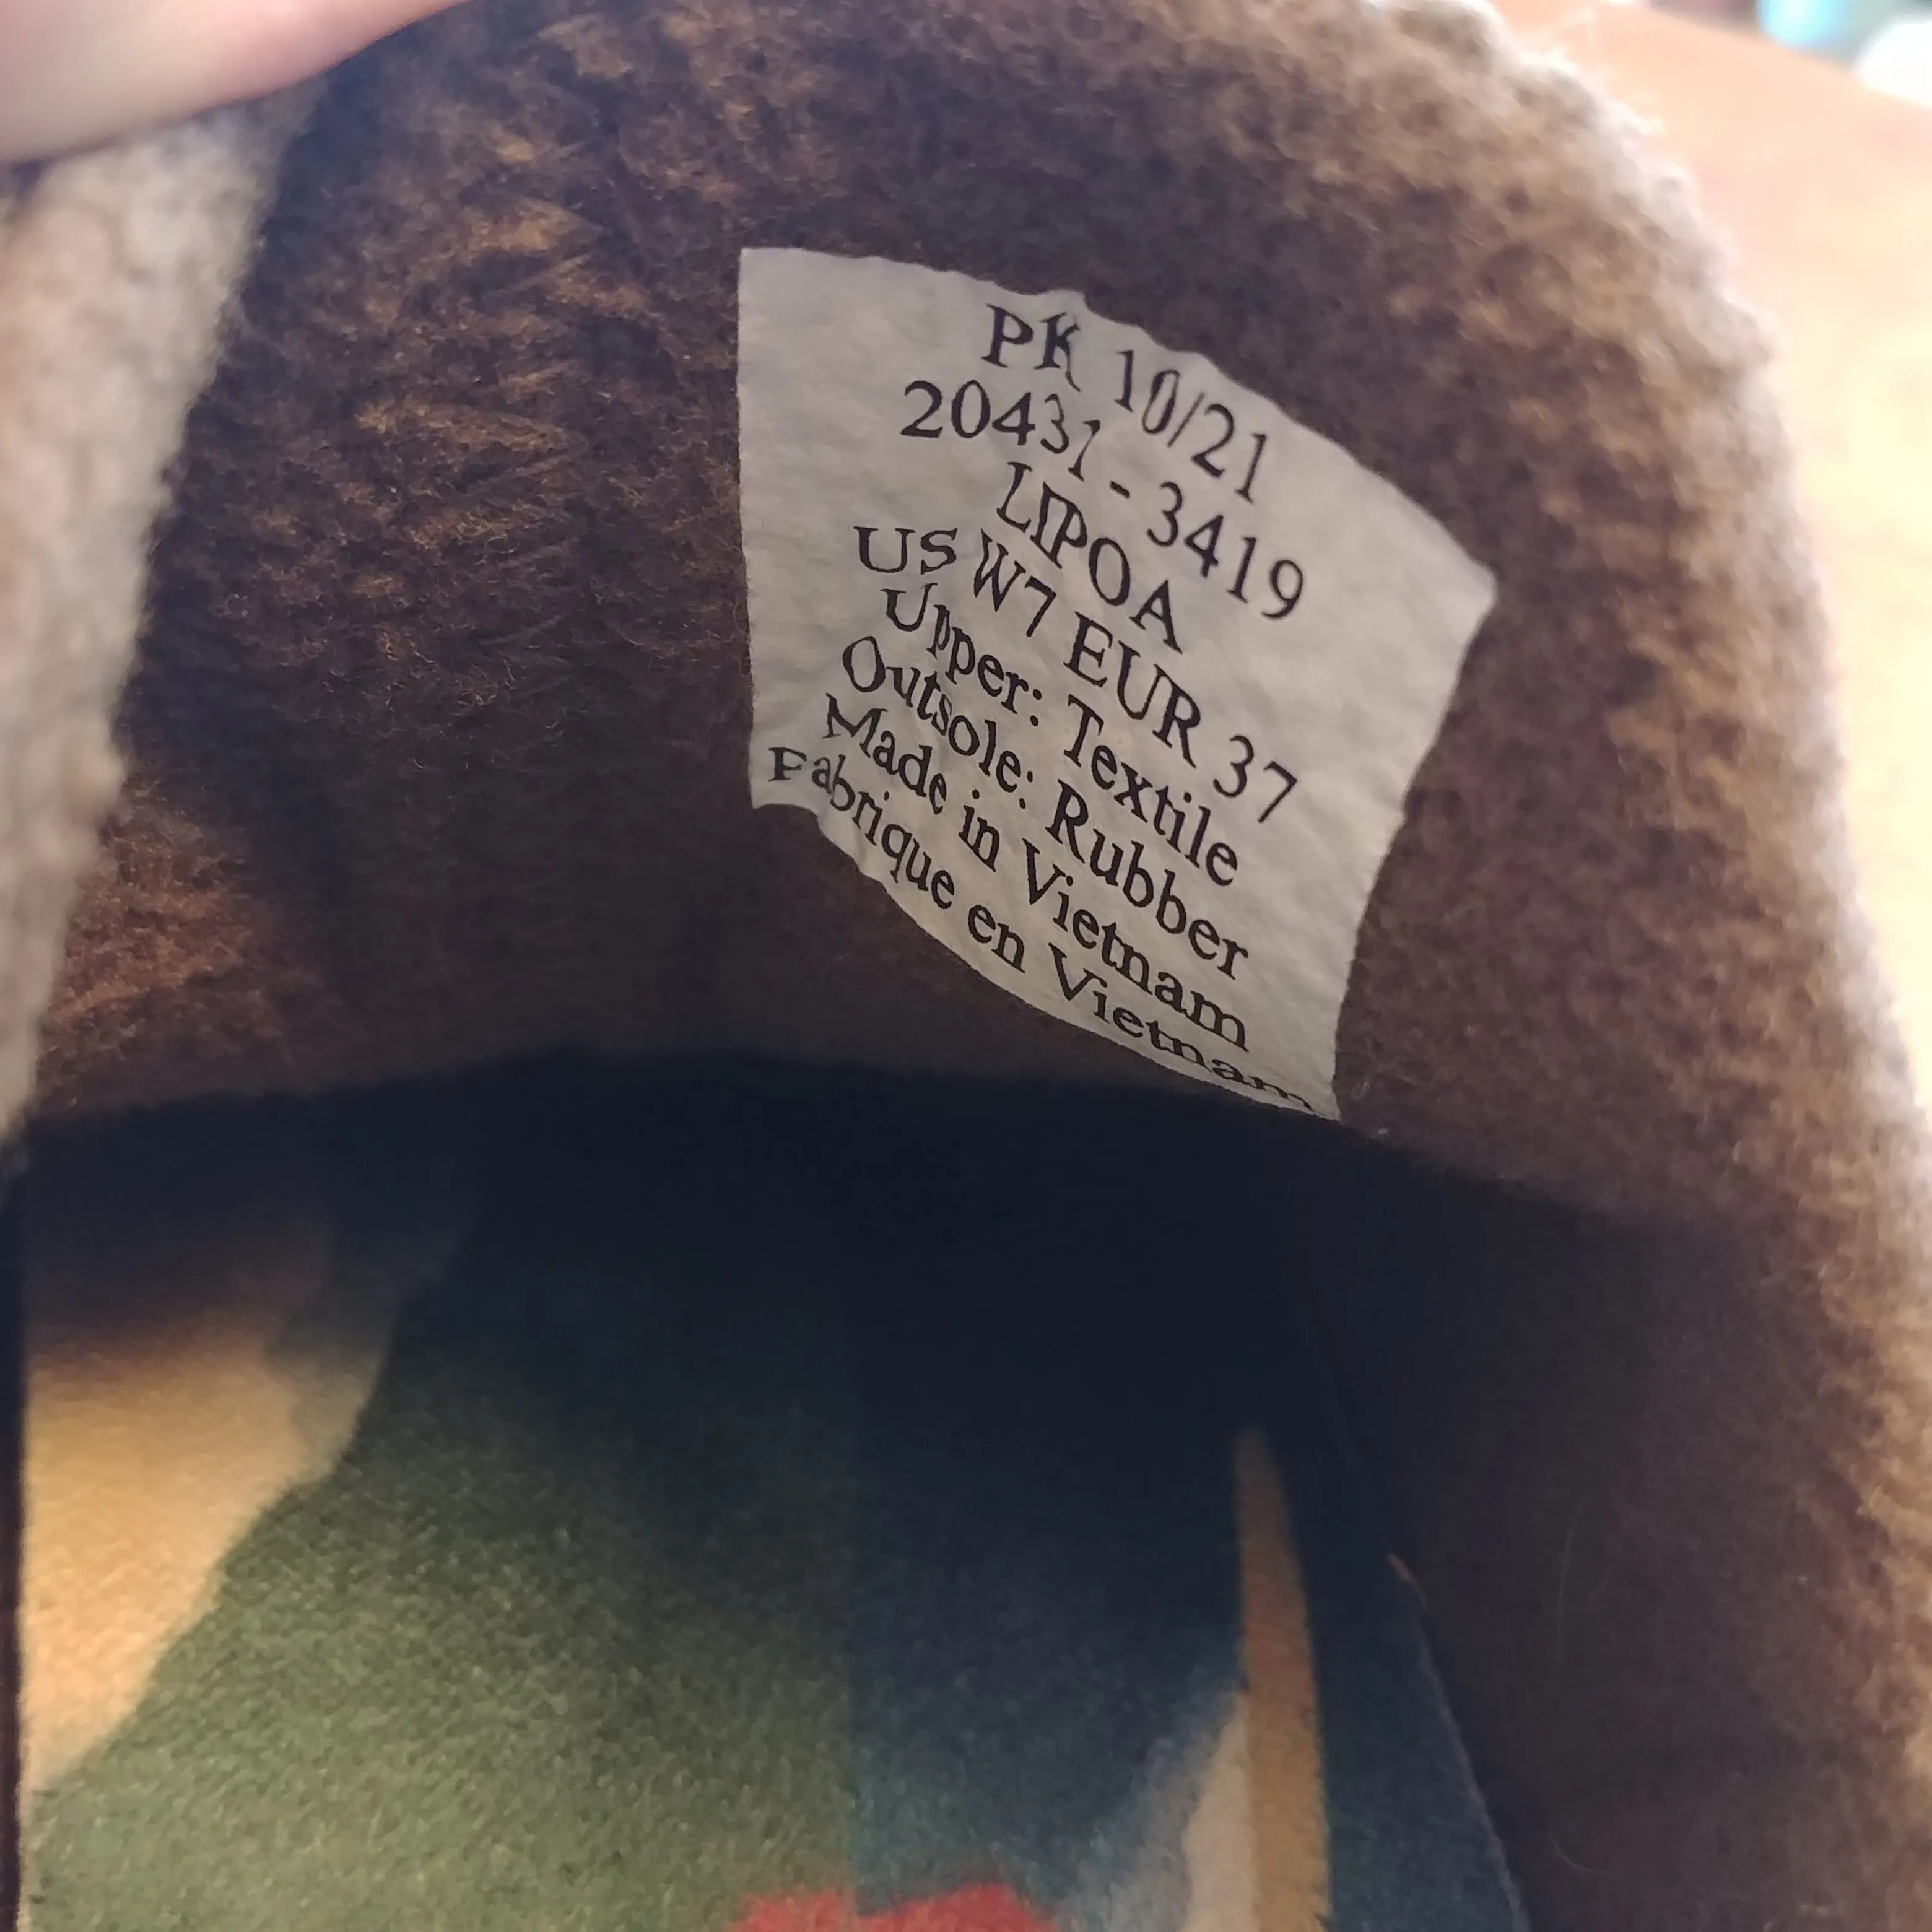 PK 10/21
20431 - 3419
LIPOA
US W7 EUR 37
Upper: Textile
Outsole: Rubber
Made in Vietnam
Fabrique en Vietnam